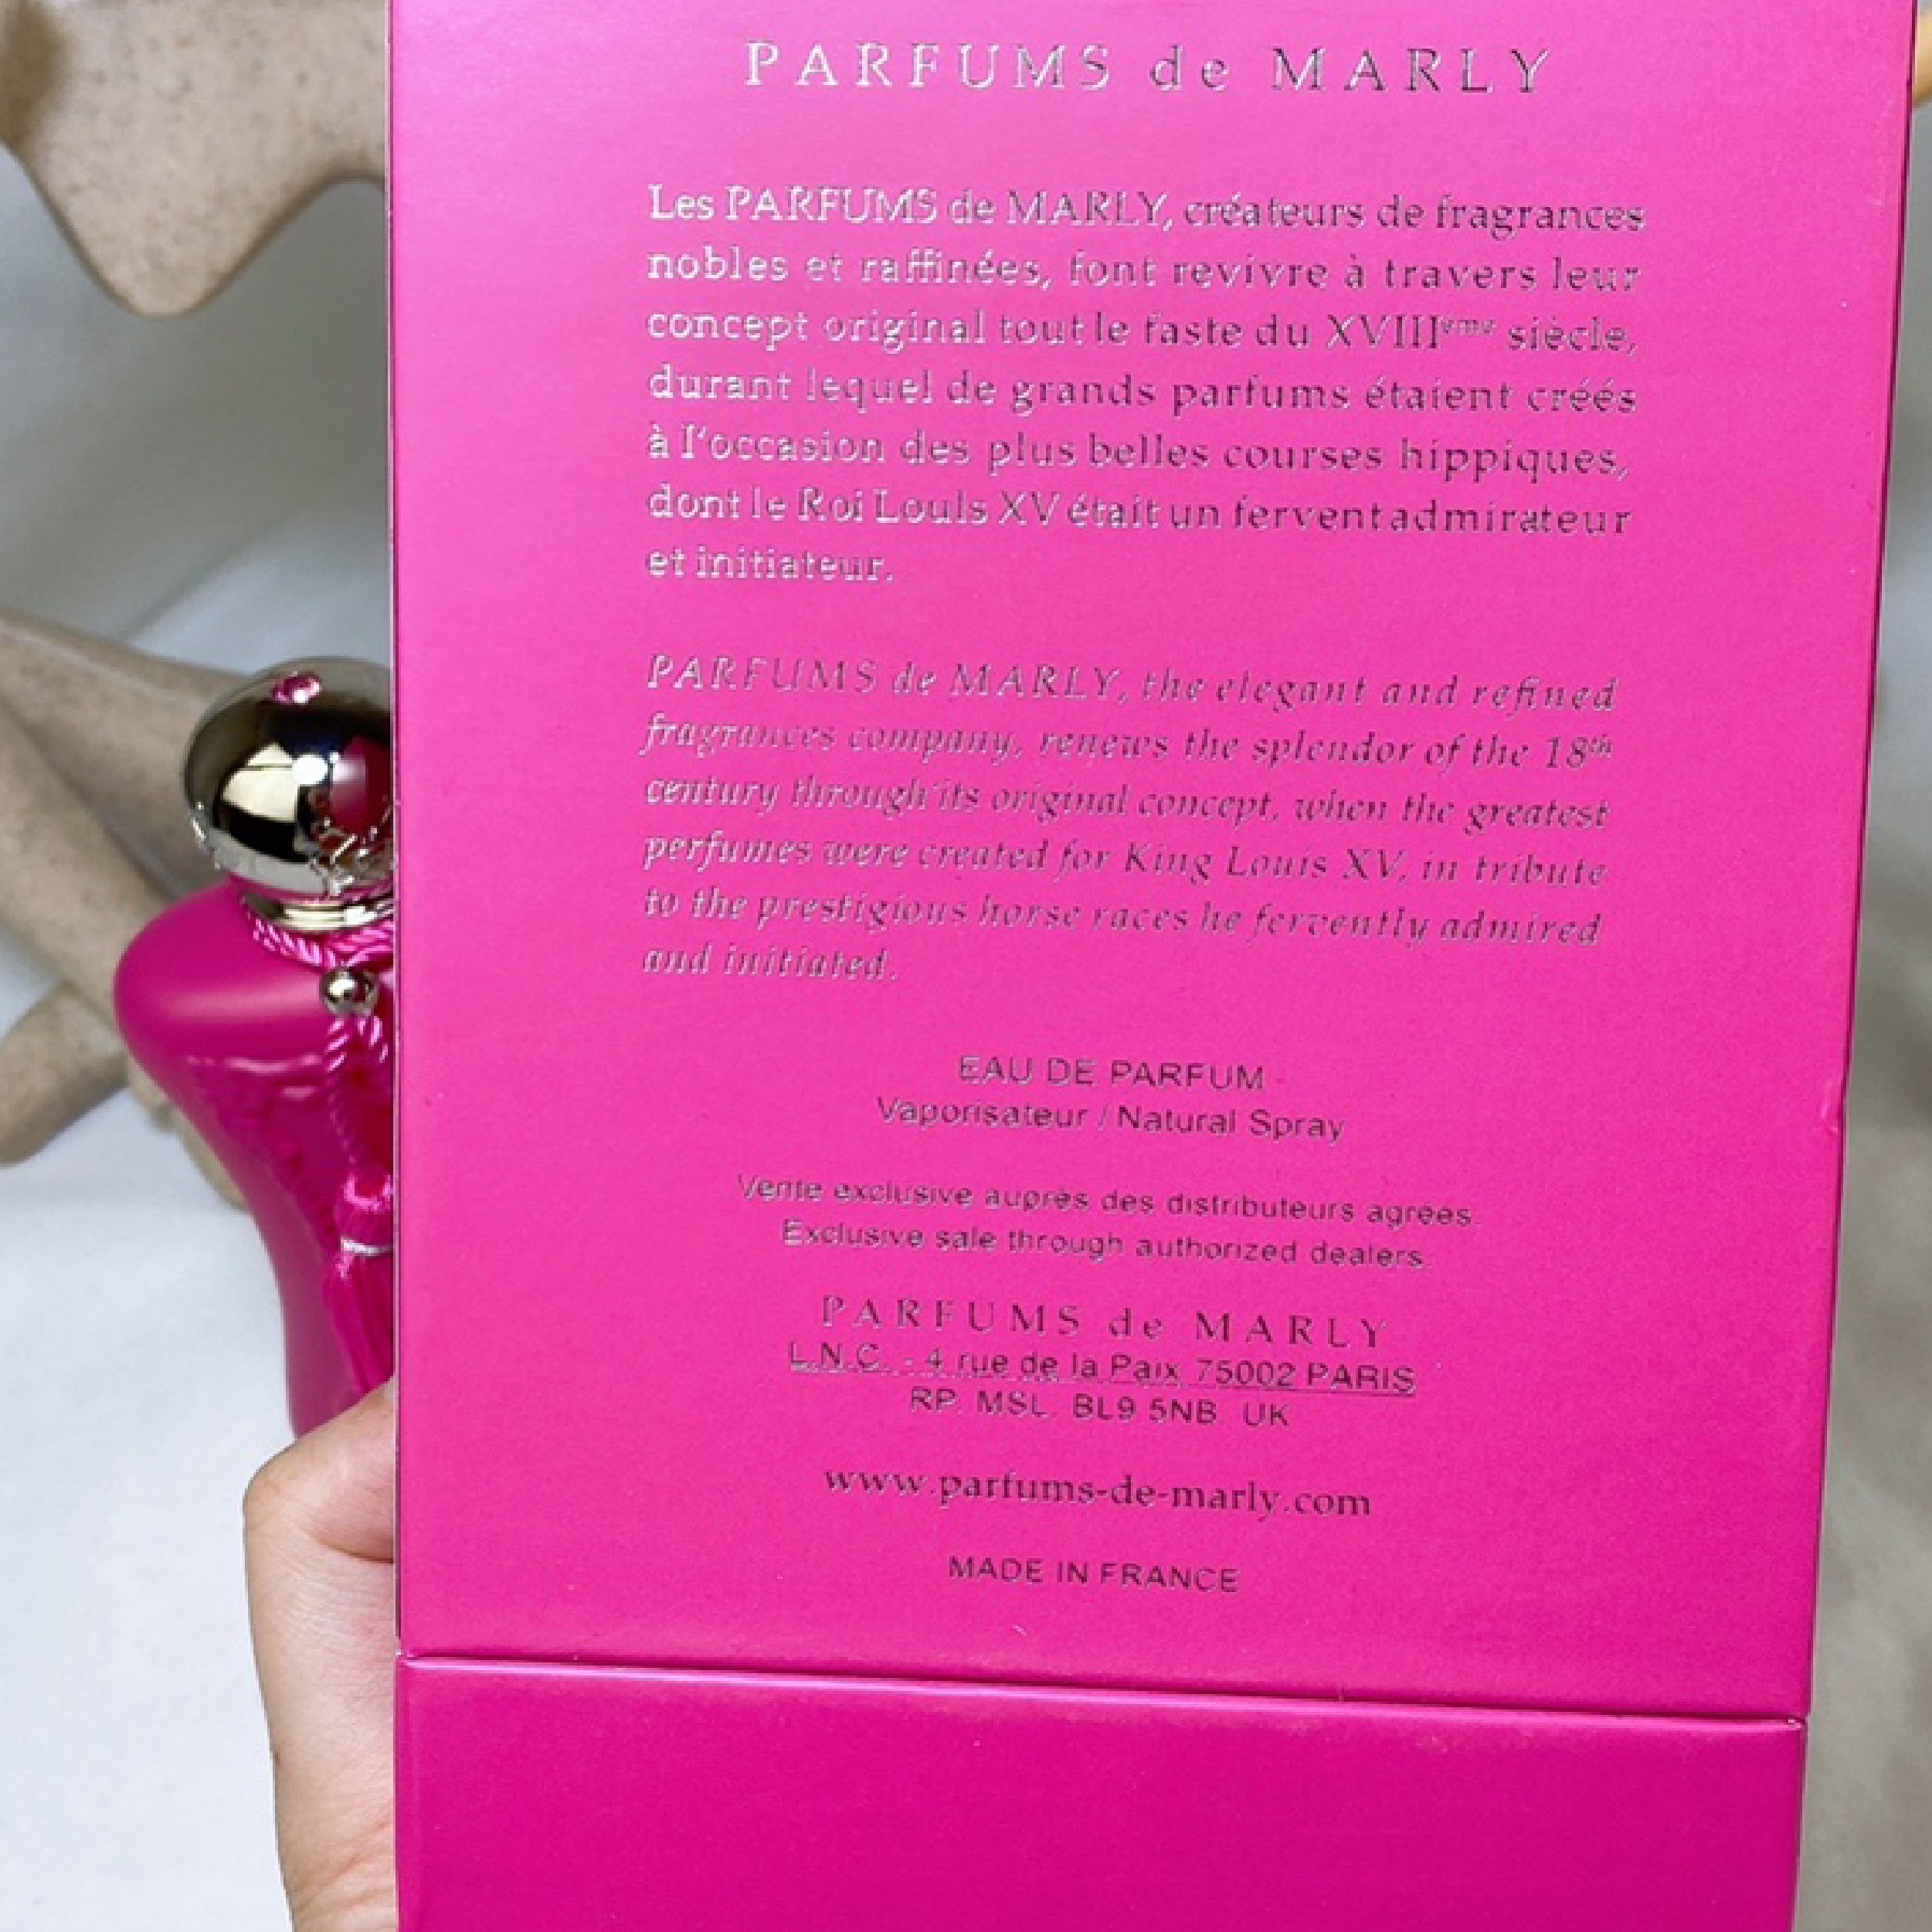 PARFUMS de MARLY
Les PARFUMS de MARLY, créateurs de fragrances
nobles et raffinées, font revivre à travers leur
concept original tout le faste du XVIIIème siècle,
durant lequel de grands parfums étaient créés
à l'occasion des plus belles courses hippiques,
dont le Roi Louis XV était un fervent admirateur
et initiateur.
PARFUMS de MARLY, the elegant and refined
fragrances company, renews the splendor of the 18th
century through its original concept, when the greatest
perfumes were created for King Louis XV, in tribute
to the prestigious horse races he fervently admired
and initiated.
EAU DE PARFUM
Vaporisateur / Natural Spray
Vente exclusive auprès des distributeurs agréés.
Exclusive sale through authorized dealers.
PARFUMS de MARLY
L.N.C. - 4 rue de la Paix 75002 PARIS
RP. MSL. BL9 5NB. UK
www.parfums-de-marly.com
MADE IN FRANCE